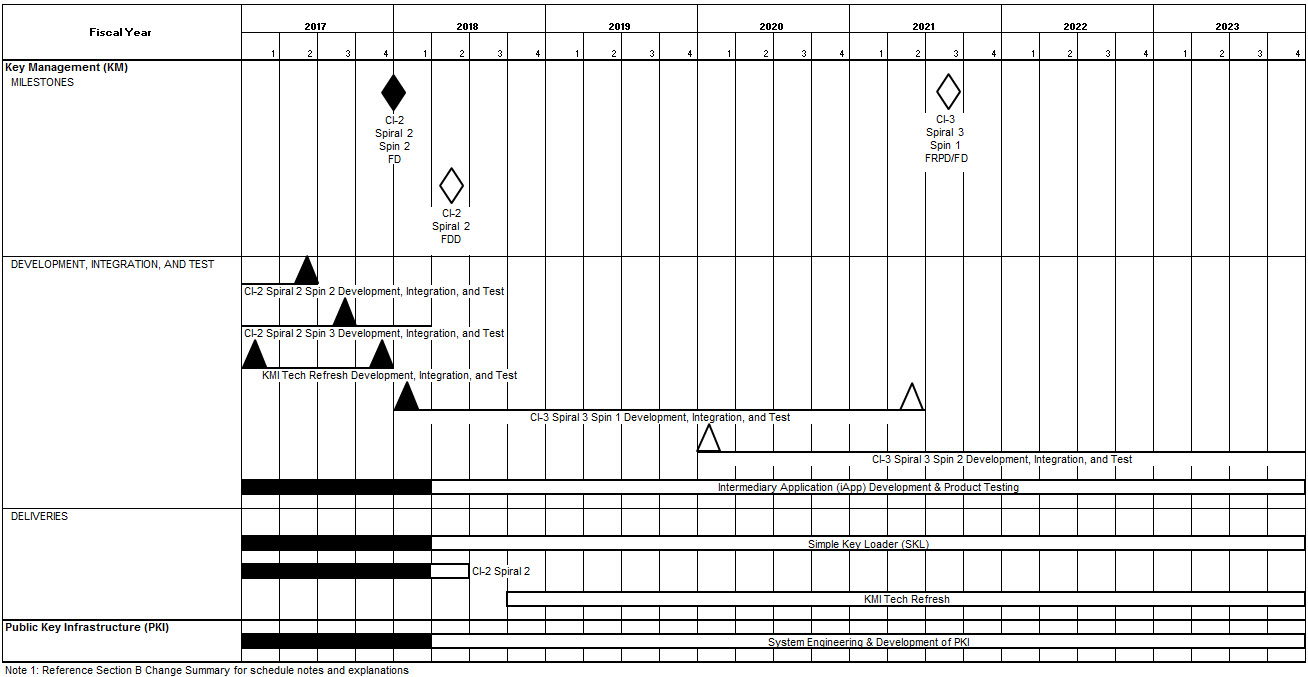 Fiscal Year
2017 2018 2019 2020 2021 2022 2023
1 2 3 4 1 2 3 4 1 2 3 4 1 2 3 4 1 2 3 4 1 2 3 4 1 2 3 4
Key Management (KM)
MILESTONES
CI-2
Spiral 2
Spin 2
FD
CI-3
Spiral 3
Spin 1
FRPD/FD
CI-2
Spiral 2
FDD
DEVELOPMENT, INTEGRATION, AND TEST
CI-2 Spiral 2 Spin 2 Development, Integration, and Test
CI-2 Spiral 2 Spin 3 Development, Integration, and Test
KMI Tech Refresh Development, Integration, and Test
CI-3 Spiral 3 Spin 1 Development, Integration, and Test
CI-3 Spiral 3 Spin 2 Development, Integration, and Test
Intermediary Application (iApp) Development & Product Testing
DELIVERIES
Simple Key Loader (SKL)
CI-2 Spiral 2
KMI Tech Refresh
Public Key Infrastructure (PKI)
System Engineering & Development of PKI
Note 1: Reference Section B Change Summary for schedule notes and explanations